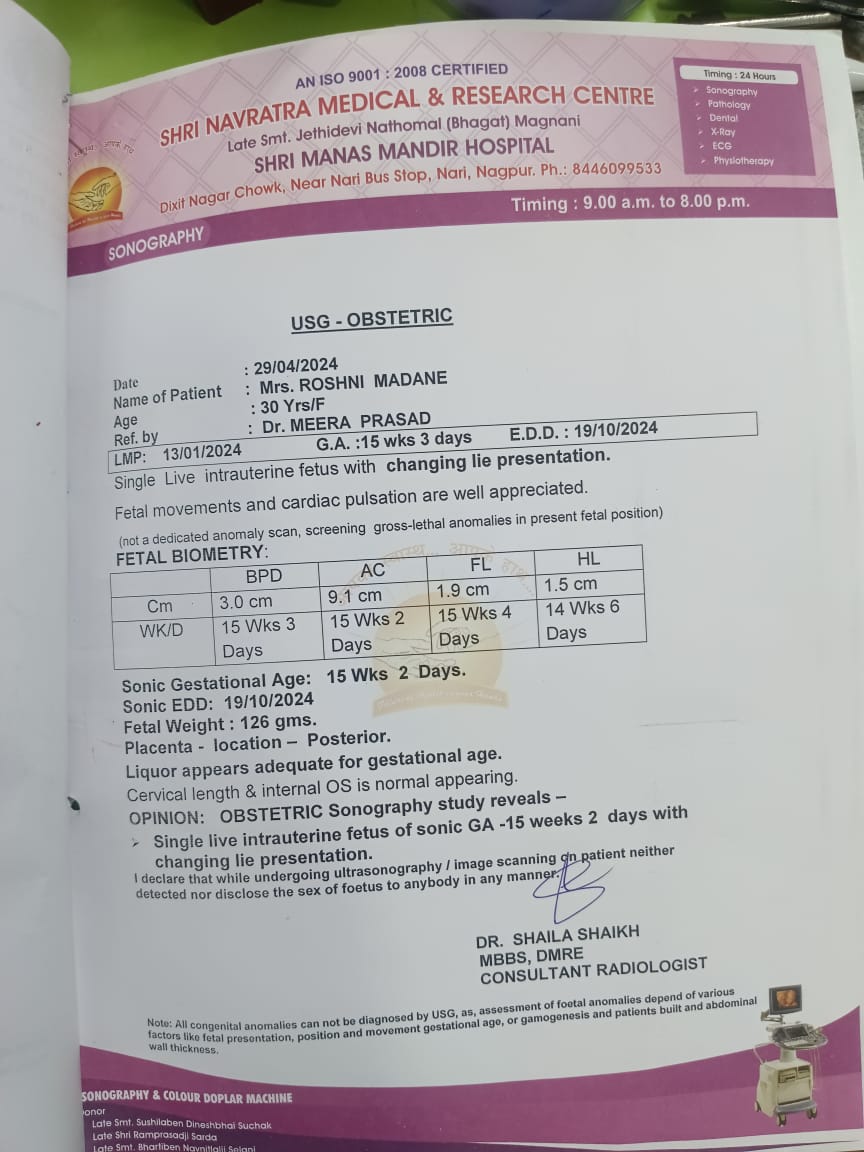 AN ISO 9001 : 2008 CERTIFIED
SHRI NAVRATRA MEDICAL & RESEARCH CENTRE
Late Smt. Jethidevi Nathomal (Bhagat) Magnani
SHRI MANAS MANDIR HOSPITAL
Dixit Nagar Chowk, Near Nari Bus Stop, Nari, Nagpur. Ph.: 8446099533
Timing : 24 Hours
Sonography
Pathology
Dental
X-Ray
ECG
Physiotherapy
Timing : 9.00 a.m. to 8.00 p.m.
SONOGRAPHY
USG - OBSTETRIC
Date : 29/04/2024
Name of Patient : Mrs. ROSHNI MADANE
Age : 30 Yrs/F
Ref. by : Dr. MEERA PRASAD
LMP: 13/01/2024 G.A. :15 wks 3 days E.D.D. : 19/10/2024
Single Live intrauterine fetus with changing lie presentation.
Fetal movements and cardiac pulsation are well appreciated.
(not a dedicated anomaly scan, screening gross-lethal anomalies in present fetal position)
FETAL BIOMETRY:
BPD AC FL HL
Cm 3.0 cm 9.1 cm 1.9 cm 1.5 cm
WK/D 15 Wks 3 Days 15 Wks 2 Days 15 Wks 4 Days 14 Wks 6 Days
Sonic Gestational Age: 15 Wks 2 Days.
Sonic EDD: 19/10/2024
Fetal Weight : 126 gms.
Placenta - location – Posterior.
Liquor appears adequate for gestational age.
Cervical length & internal OS is normal appearing.
OPINION: OBSTETRIC Sonography study reveals –
➢ Single live intrauterine fetus of sonic GA -15 weeks 2 days with
changing lie presentation.
I declare that while undergoing ultrasonography / image scanning on patient neither
detected nor disclose the sex of foetus to anybody in any manner.
DR. SHAILA SHAIKH
MBBS, DMRE
CONSULTANT RADIOLOGIST
Note: All congenital anomalies can not be diagnosed by USG, as, assessment of foetal anomalies depend of various
factors like fetal presentation, position and movement gestational age, or gamogenesis and patients built and abdominal
wall thickness.
SONOGRAPHY & COLOUR DOPLAR MACHINE
onor
Late Smt. Sushilaben Dineshbhai Suchak
Late Shri Ramprasadji Sarda
Late Smt. Bhartiben